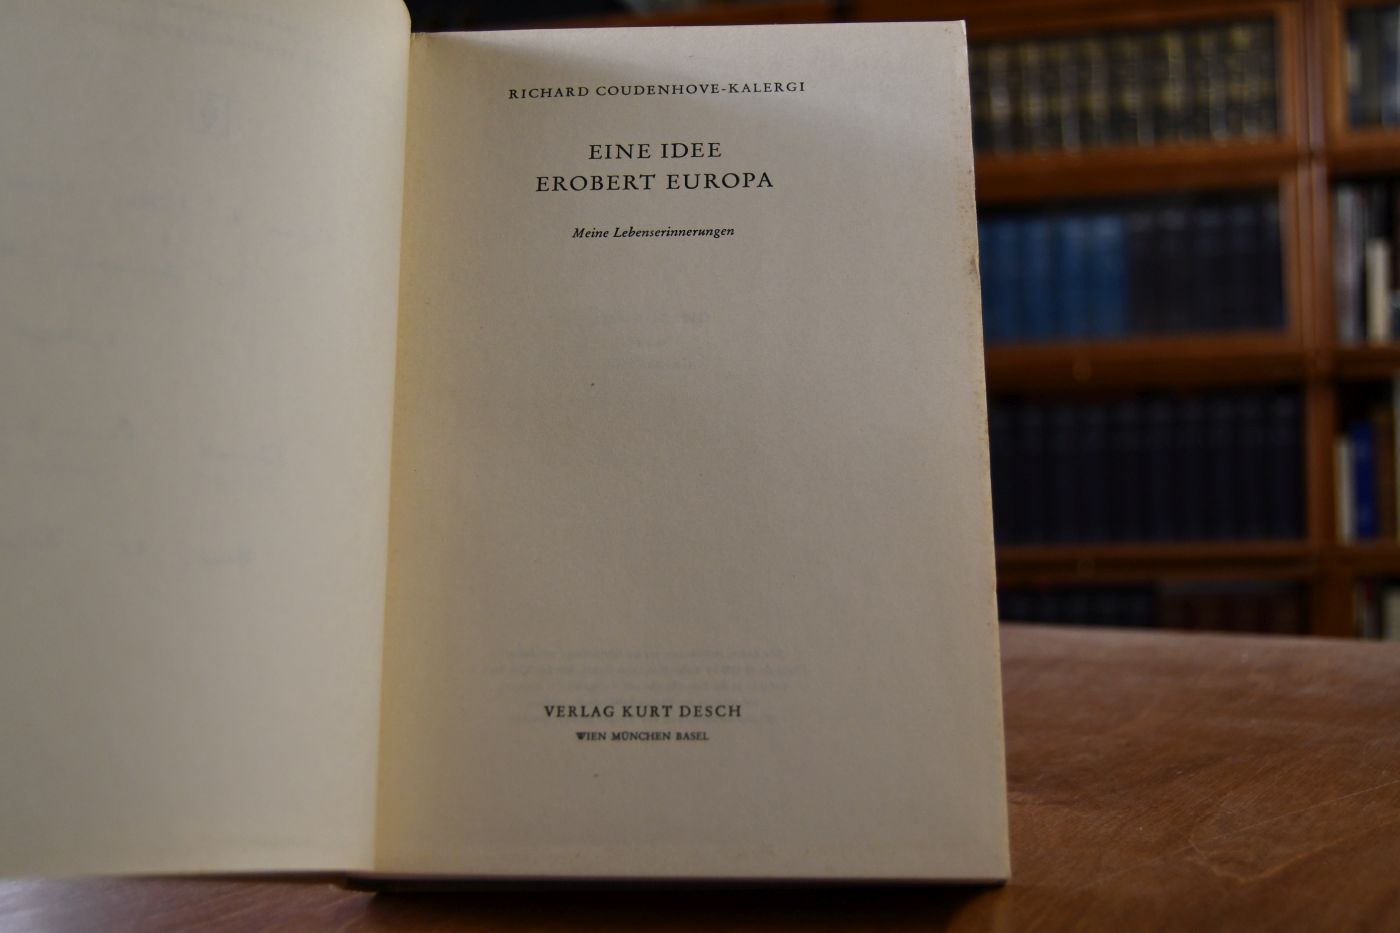 RICHARD COUDENHOVE-KALERGI
EINE IDEE
EROBERT EUROPA
Meine Lebenserinnerungen
VERLAG KURT DESCH
WIEN MÜNCHEN BASEL